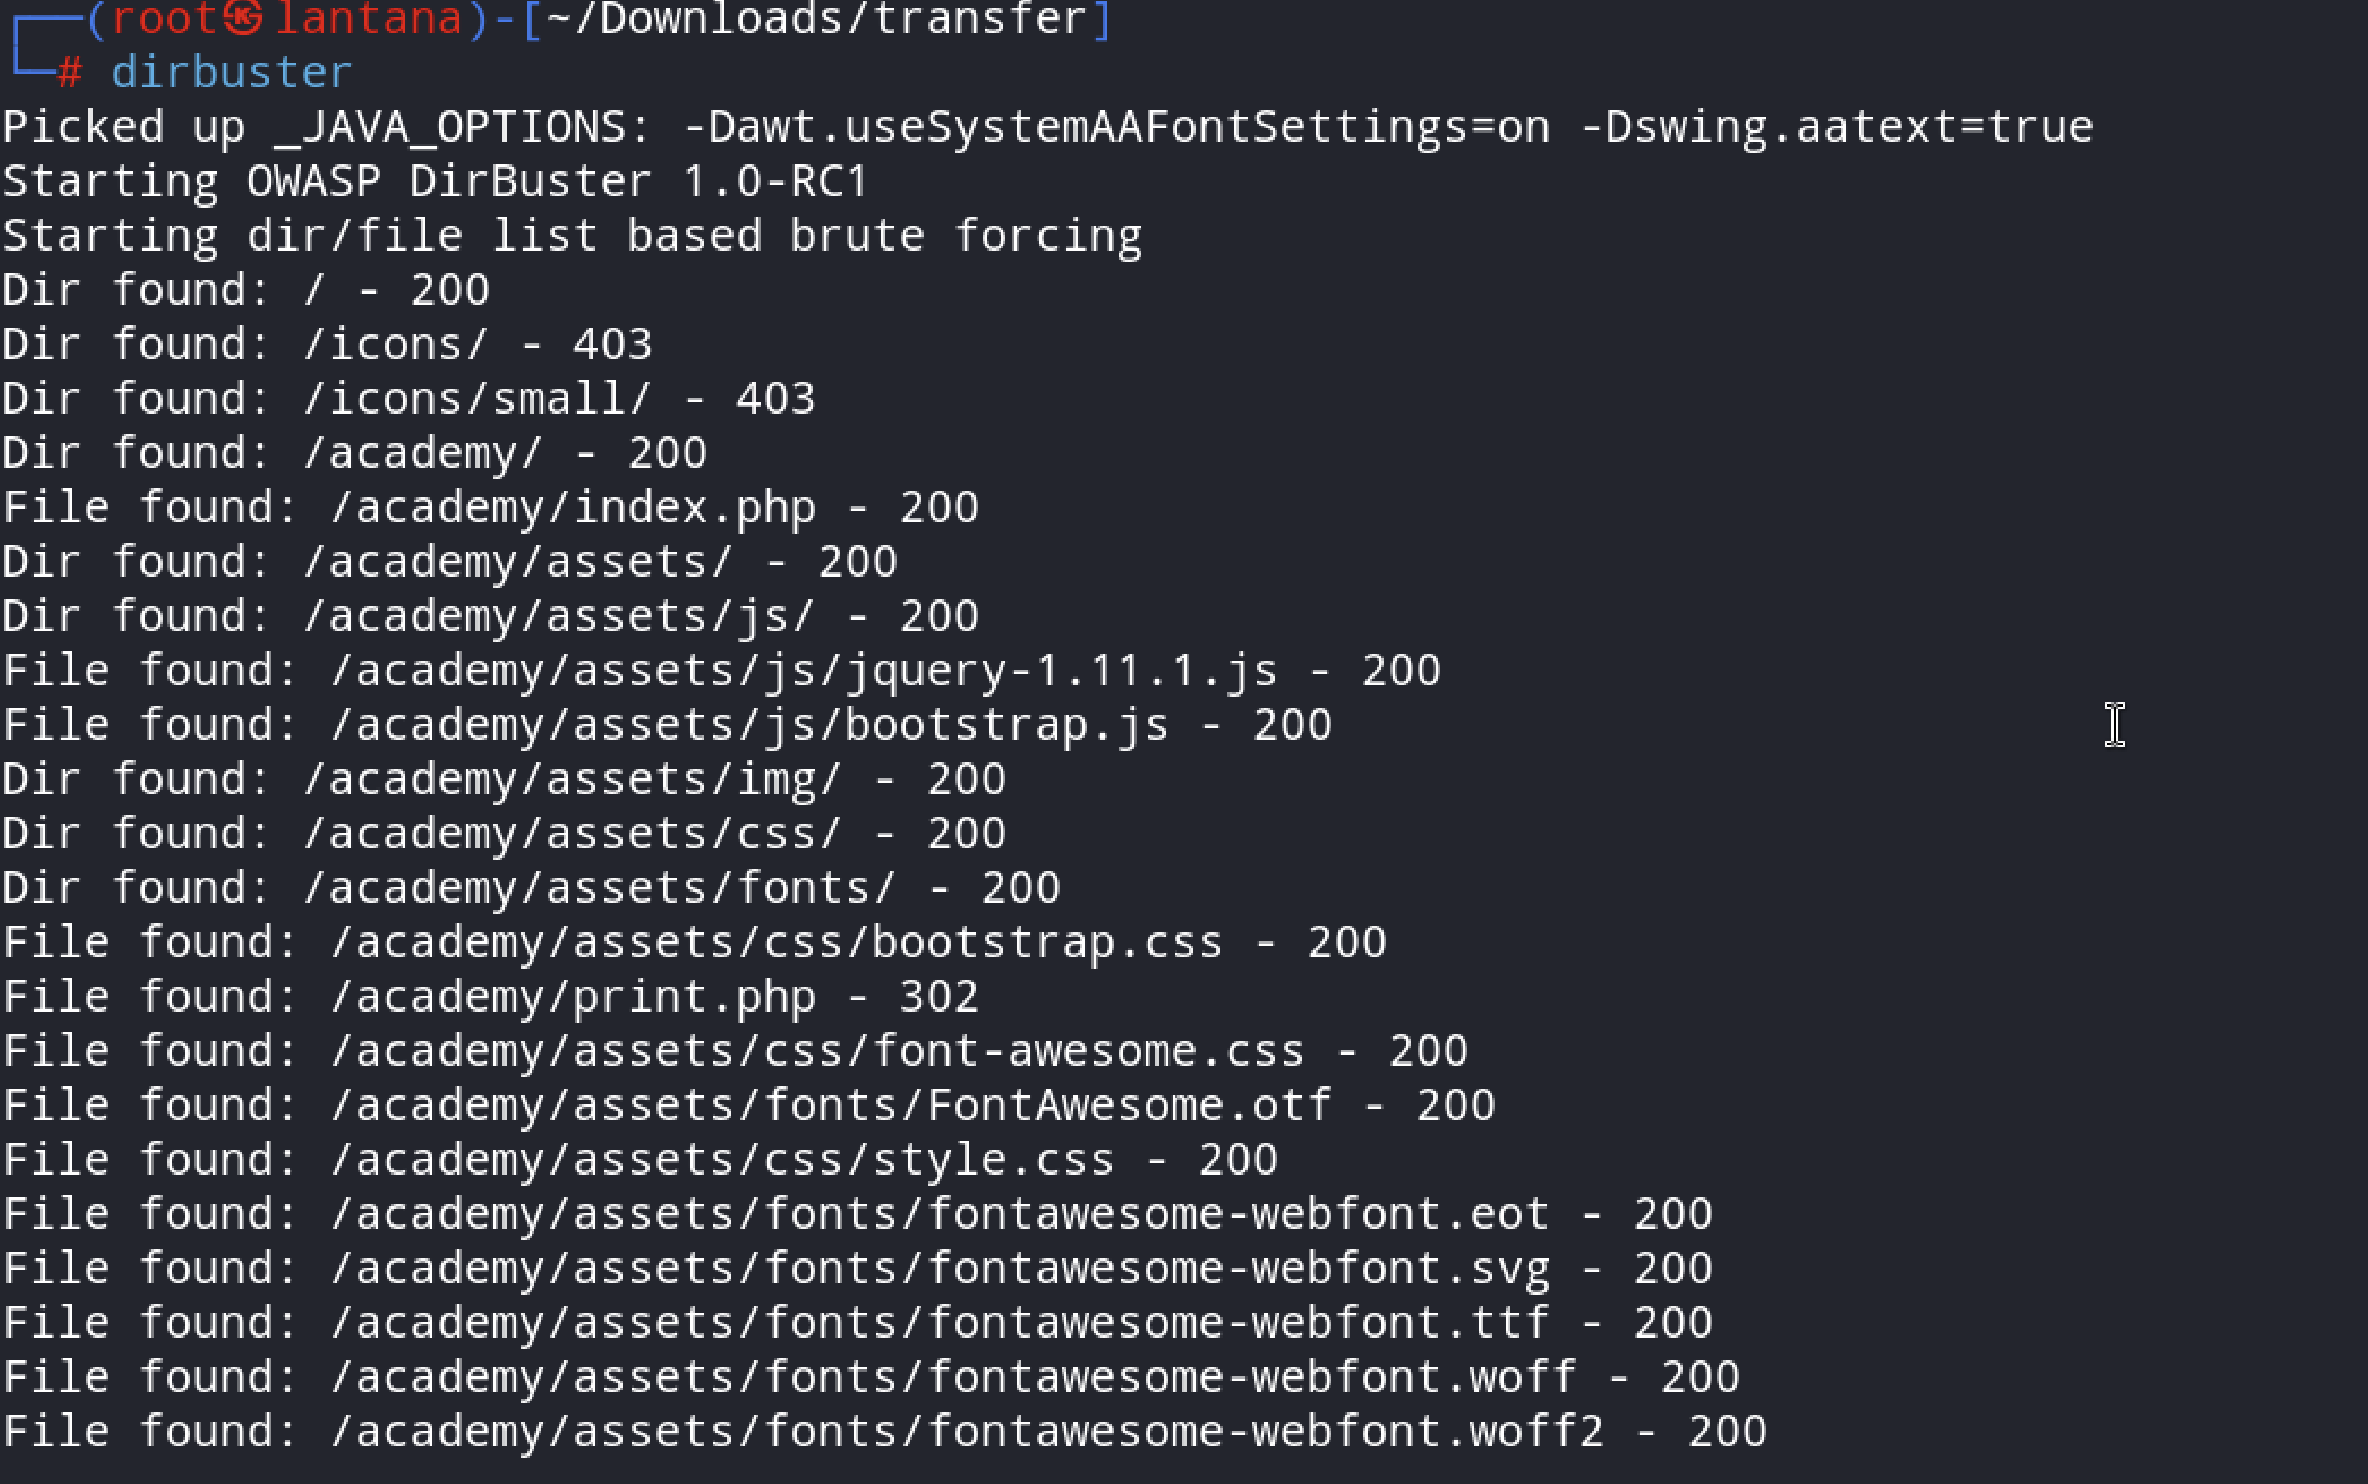 ┌──(root㉿lantana)-[~/Downloads/transfer]
└─# dirbuster
Picked up _JAVA_OPTIONS: -Dawt.useSystemAAFontSettings=on -Dswing.aatext=true
Starting OWASP DirBuster 1.0-RC1
Starting dir/file list based brute forcing
Dir found: / - 200
Dir found: /icons/ - 403
Dir found: /icons/small/ - 403
Dir found: /academy/ - 200
File found: /academy/index.php - 200
Dir found: /academy/assets/ - 200
Dir found: /academy/assets/js/ - 200
File found: /academy/assets/js/jquery-1.11.1.js - 200
File found: /academy/assets/js/bootstrap.js - 200
Dir found: /academy/assets/img/ - 200
Dir found: /academy/assets/css/ - 200
Dir found: /academy/assets/fonts/ - 200
File found: /academy/assets/css/bootstrap.css - 200
File found: /academy/print.php - 302
File found: /academy/assets/css/font-awesome.css - 200
File found: /academy/assets/fonts/FontAwesome.otf - 200
File found: /academy/assets/css/style.css - 200
File found: /academy/assets/fonts/fontawesome-webfont.eot - 200
File found: /academy/assets/fonts/fontawesome-webfont.svg - 200
File found: /academy/assets/fonts/fontawesome-webfont.ttf - 200
File found: /academy/assets/fonts/fontawesome-webfont.woff - 200
File found: /academy/assets/fonts/fontawesome-webfont.woff2 - 200